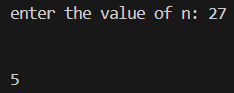 enter the value of n: 27
5